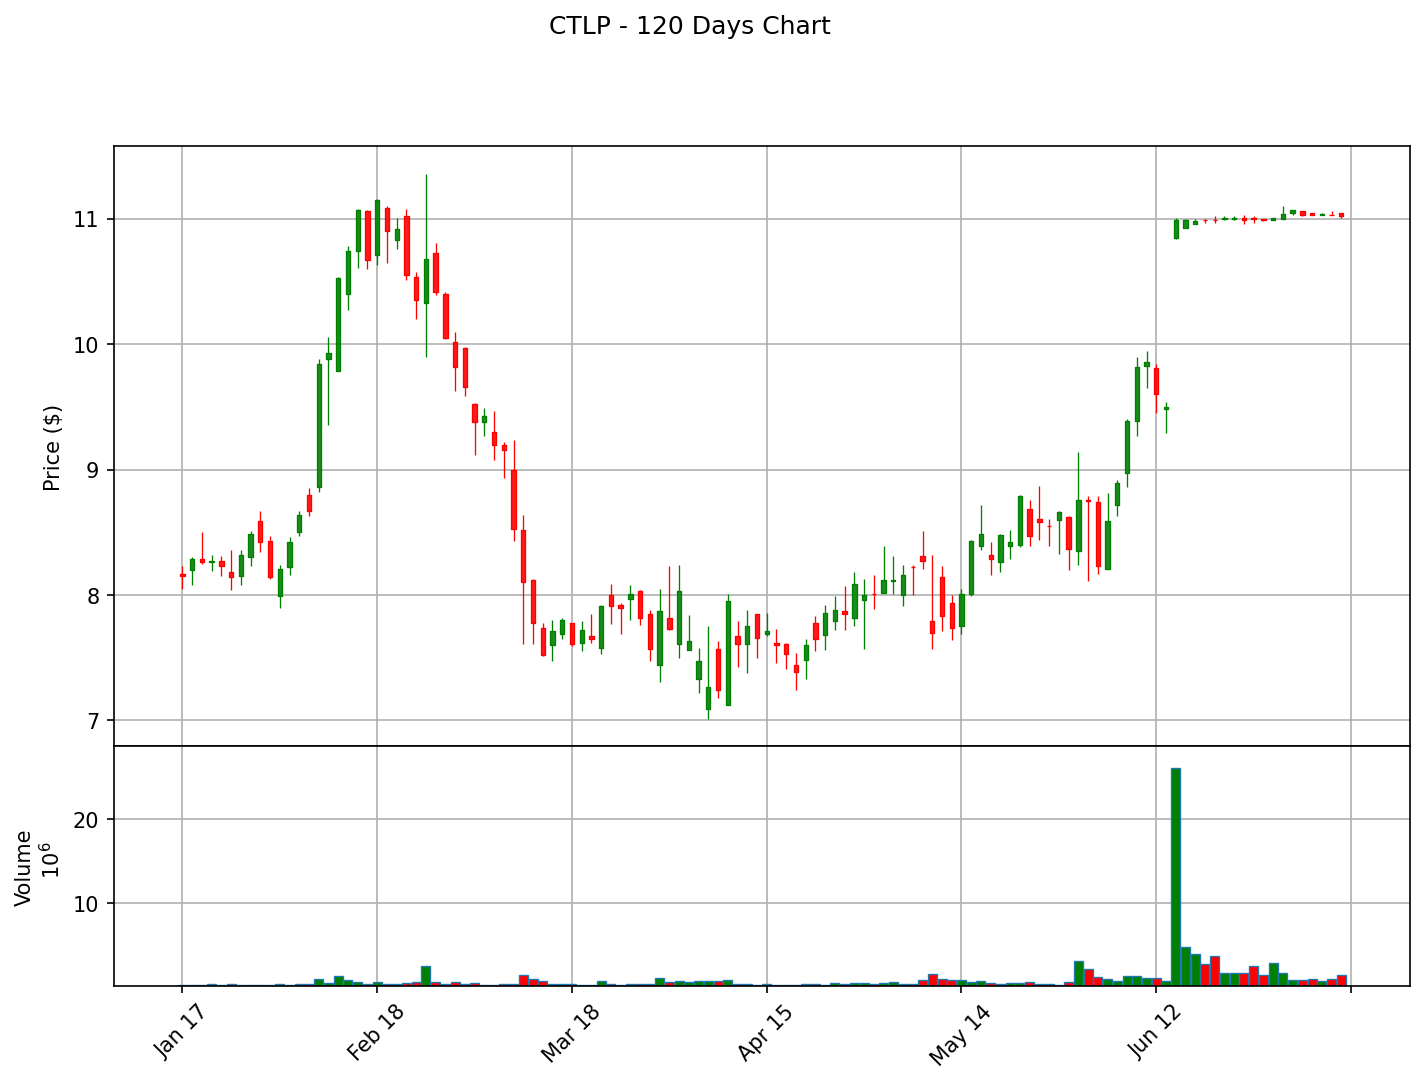 CTLP - 120 Days Chart
Price ($)
11
10
9
8
7
Volume
10⁶
20
10
Jan 17
Feb 18
Mar 18
Apr 15
May 14
Jun 12